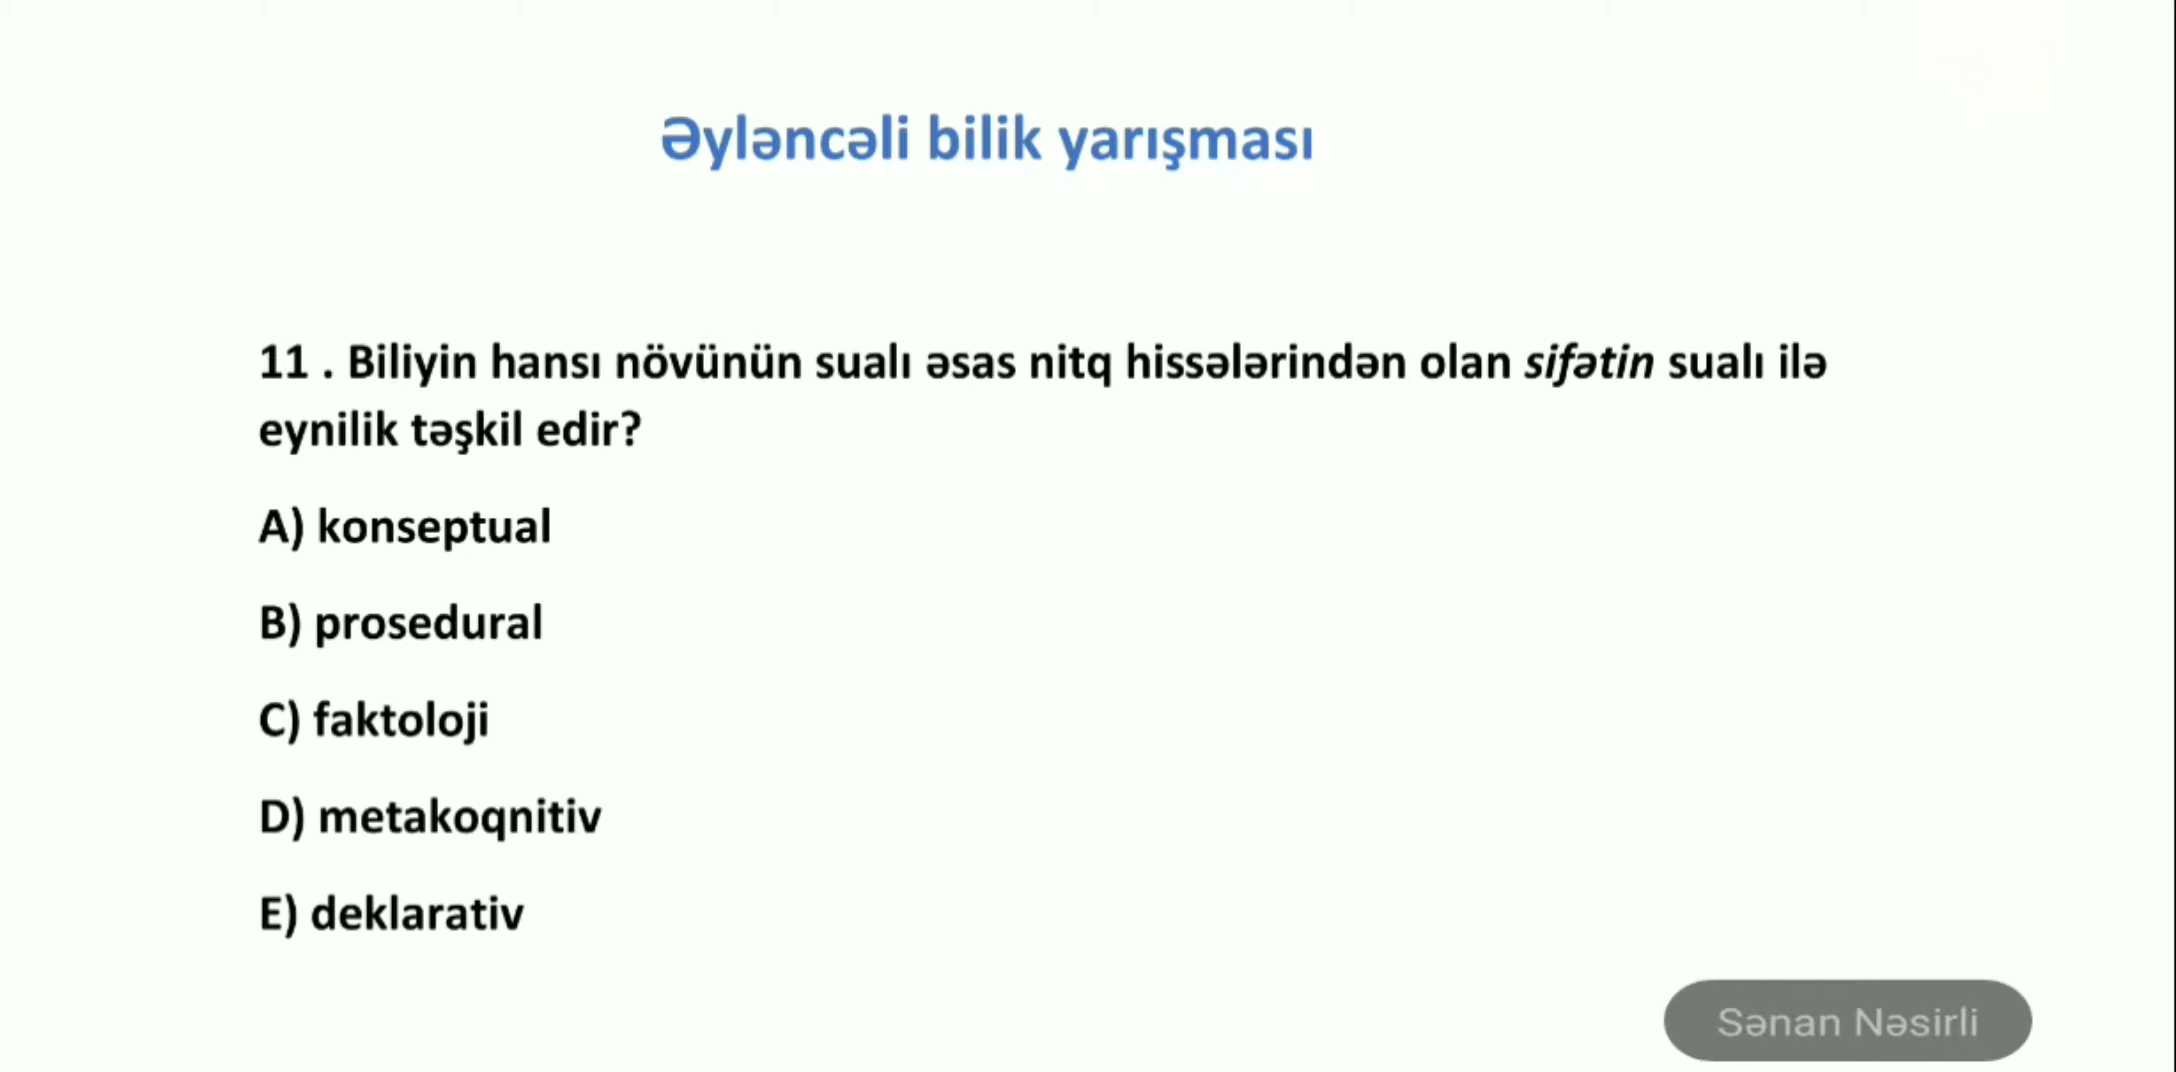 Əyləncəli bilik yarışması
11 . Biliyin hansı növünün sualı əsas nitq hissələrindən olan sifətin sualı ilə
eynilik təşkil edir?
A) konseptual
B) prosedural
C) faktoloji
D) metakoqnitiv
E) deklarativ
Sənan Nəsirli